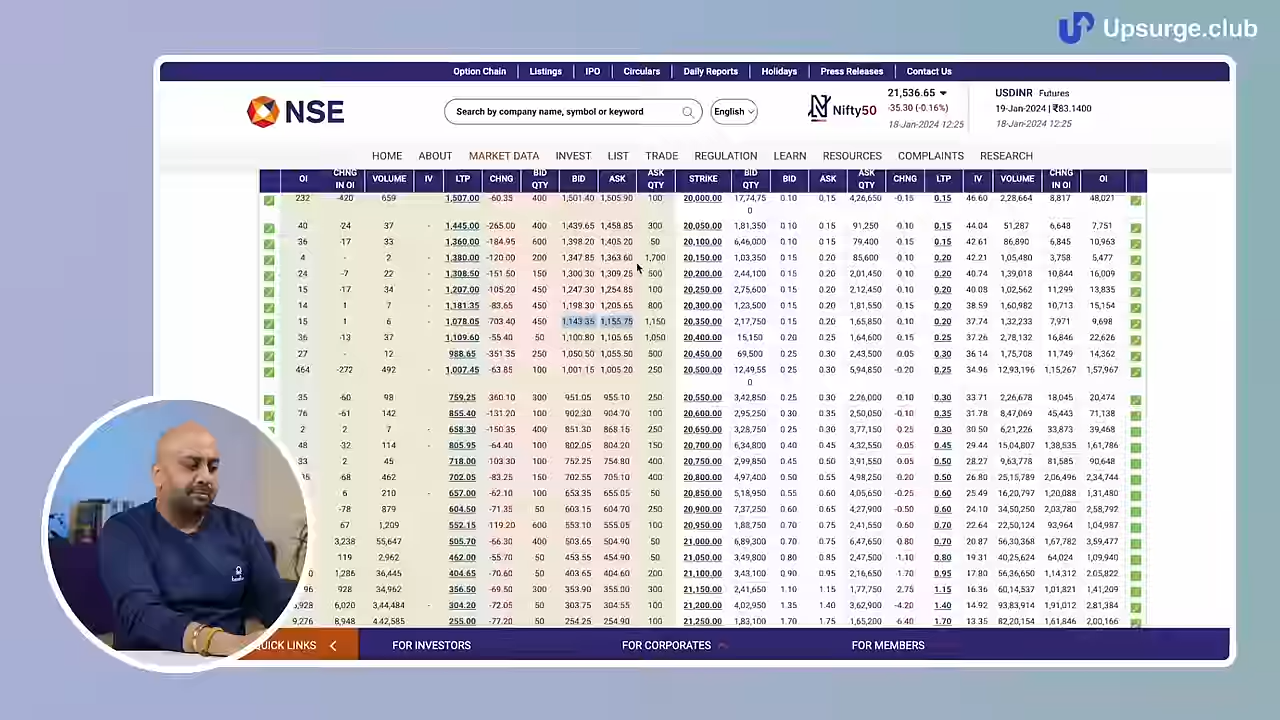 Upsurge.club
Option Chain Listings IPO Circulars Daily Reports Holidays Press Releases Contact Us
NSE
Search by company name, symbol or keyword
English
Nifty50
21,536.65
-35.30 (-0.16%)
18-Jan-2024 12:25
USDINR Futures
19-Jan-2024 | ₹83.1400
18-Jan-2024 12:25
HOME ABOUT MARKET DATA INVEST LIST TRADE REGULATION LEARN RESOURCES COMPLAINTS RESEARCH
OI CHNG IN OI VOLUME IV LTP CHNG BID QTY BID ASK ASK QTY STRIKE BID QTY BID ASK ASK QTY CHNG LTP IV VOLUME CHNG IN OI OI
232 -420 659 1,507.00 -60.35 400 1,501.40 1,505.90 100 20,000.00 17,74,750 0.10 0.15 4,26,650 -0.10 0.15 46.60 2,28,664 8,817 48,021
40 -24 37 - 1,445.00 -265.00 400 1,439.65 1,458.85 300 20,050.00 1,81,350 0.10 0.15 91,250 -0.10 0.15 44.04 51,287 6,648 7,751
36 -17 33 - 1,360.00 -184.95 600 1,398.20 1,405.20 50 20,100.00 6,46,000 0.10 0.15 79,400 -0.15 0.15 42.61 86,890 6,845 10,963
4 - 2 - 1,380.00 -120.00 200 1,347.85 1,363.60 1,700 20,150.00 1,03,350 0.15 0.15 85,600 -0.10 0.15 42.21 1,05,480 3,758 5,477
24 -7 22 - 1,308.50 -151.50 150 1,300.30 1,309.25 500 20,200.00 2,44,100 0.15 0.15 2,01,450 -0.10 0.15 40.74 1,39,018 10,844 16,009
15 -17 34 - 1,207.00 -105.20 450 1,247.30 1,254.85 100 20,250.00 2,75,600 0.15 0.20 2,12,450 -0.10 0.20 40.08 1,02,562 11,299 13,835
14 1 7 - 1,181.35 -83.65 450 1,198.30 1,205.65 800 20,300.00 1,23,500 0.15 0.20 1,81,550 -0.15 0.20 38.59 1,60,982 10,713 15,154
15 1 6 - 1,078.05 -703.40 450 1,143.35 1,155.75 1,150 20,350.00 2,17,750 0.15 0.20 1,65,850 -0.10 0.20 37.74 1,32,233 7,971 9,698
36 -13 37 - 1,109.60 -55.40 50 1,100.80 1,105.65 1,050 20,400.00 15,150 0.20 0.25 1,64,600 -0.15 0.25 37.26 2,78,132 16,846 22,626
27 - 12 - 988.65 -351.35 250 1,050.50 1,055.50 500 20,450.00 69,500 0.25 0.30 2,43,500 -0.05 0.30 36.14 1,75,708 11,749 14,362
464 -272 492 - 1,007.45 -63.85 100 1,001.15 1,005.20 250 20,500.00 12,49,550 0.25 0.30 5,94,850 -0.20 0.25 34.96 12,93,196 1,15,267 1,57,967
35 -60 98 - 759.25 -360.10 300 951.05 955.10 250 20,550.00 3,42,850 0.25 0.30 2,26,000 -0.10 0.30 33.71 2,26,678 18,045 20,474
76 -61 142 - 855.40 -131.20 100 902.30 904.70 100 20,600.00 2,95,250 0.30 0.35 2,50,050 -0.10 0.35 31.78 8,47,069 45,443 71,138
2 2 7 - 658.30 -150.35 400 851.30 868.15 250 20,650.00 3,28,750 0.25 0.30 3,77,150 -0.25 0.30 30.50 6,21,226 33,873 39,468
48 -32 114 - 805.95 -64.40 100 802.05 804.20 150 20,700.00 6,34,800 0.40 0.45 4,32,550 -0.05 0.45 29.44 15,04,807 1,38,535 1,61,786
33 2 45 - 718.00 -103.30 100 752.25 754.80 400 20,750.00 2,99,850 0.45 0.50 3,91,550 -0.05 0.50 28.27 9,63,778 81,585 90,648
-68 462 - 702.05 -83.25 150 702.55 705.10 400 20,800.00 4,97,400 0.50 0.55 4,98,250 -0.20 0.50 26.80 25,15,789 2,06,496 2,34,744
6 210 - 657.00 -62.10 100 653.35 655.05 50 20,850.00 5,18,950 0.55 0.60 4,05,650 -0.25 0.60 25.49 16,20,797 1,20,088 1,31,480
-78 879 - 604.50 -71.35 50 603.15 604.70 250 20,900.00 7,37,250 0.60 0.65 4,27,900 -0.50 0.60 24.10 34,50,250 2,03,780 2,58,792
67 1,209 - 552.15 -119.20 600 553.10 555.05 100 20,950.00 1,88,750 0.70 0.75 2,41,550 -0.60 0.70 22.64 22,50,124 93,964 1,04,987
3,238 55,647 - 505.70 -66.30 400 503.65 504.90 50 21,000.00 6,89,300 0.70 0.75 6,47,650 -0.80 0.70 20.87 56,30,368 1,67,782 3,59,477
119 2,962 - 462.00 -55.70 50 453.55 454.90 50 21,050.00 3,49,800 0.80 0.85 2,47,500 -1.10 0.80 19.31 40,25,624 64,024 1,09,940
1,286 36,445 - 404.65 -70.60 50 403.65 404.60 200 21,100.00 3,43,100 0.90 0.95 2,16,650 -1.70 0.95 17.80 56,36,650 1,14,312 2,05,822
928 34,962 - 356.50 -69.50 300 353.90 355.00 300 21,150.00 2,41,650 1.10 1.15 1,77,750 -2.75 1.15 16.36 60,14,537 1,01,821 1,41,209
6,020 3,44,484 - 304.20 -72.05 50 303.75 304.55 100 21,200.00 4,02,950 1.35 1.40 3,62,900 -4.20 1.40 14.92 93,83,914 1,91,012 2,81,384
9,276 8,948 4,42,585 255.00 -77.20 50 254.25 254.90 50 21,250.00 1,83,100 1.70 1.75 1,65,200 -6.40 1.70 13.35 82,20,154 1,61,846 2,00,166
QUICK LINKS FOR INVESTORS FOR CORPORATES FOR MEMBERS